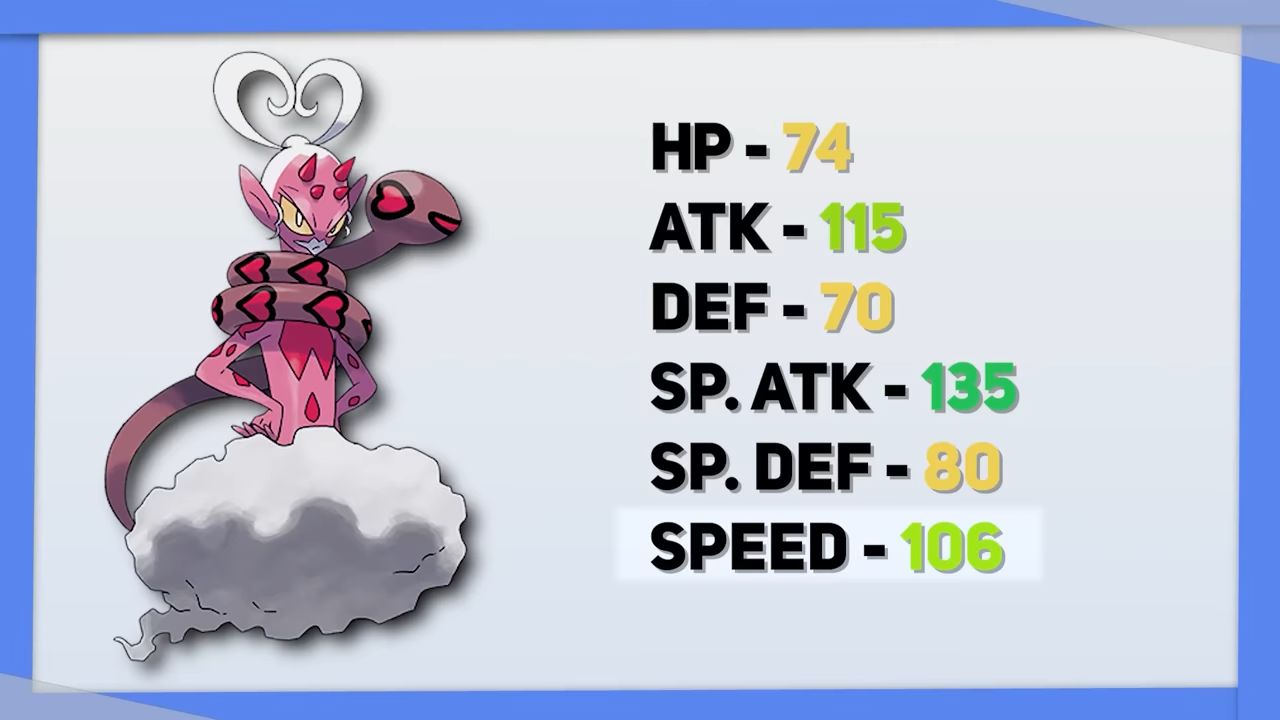 HP - 74
ATK - 115
DEF - 70
SP. ATK - 135
SP. DEF - 80
SPEED - 106